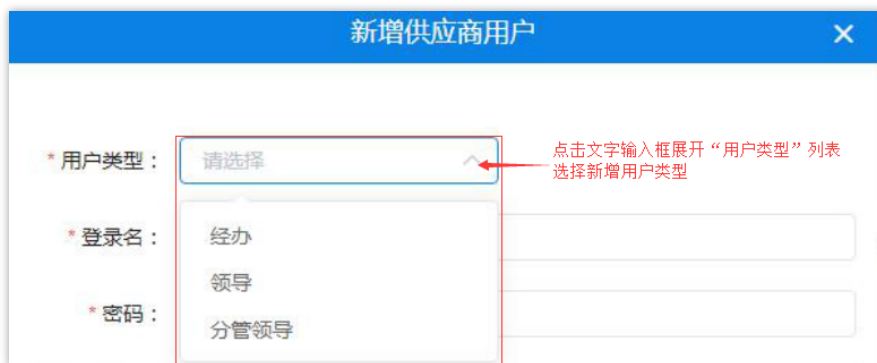 新增供应商用户
* 用户类型：
请选择
点击文字输入框展开“用户类型”列表
选择新增用户类型
* 登录名：
经办
领导
* 密码：
分管领导